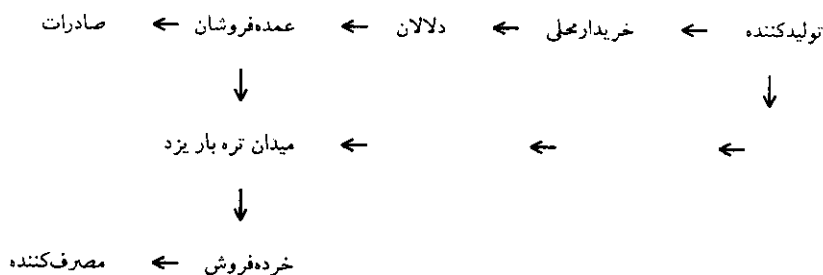 تولیدکننده ← خریدارمحلی ← دلالان ← عمده‌فروشان ← صادرات
↓ ↓
← ← ← میدان تره بار یزد
↓
خرده‌فروش ← مصرف‌کننده